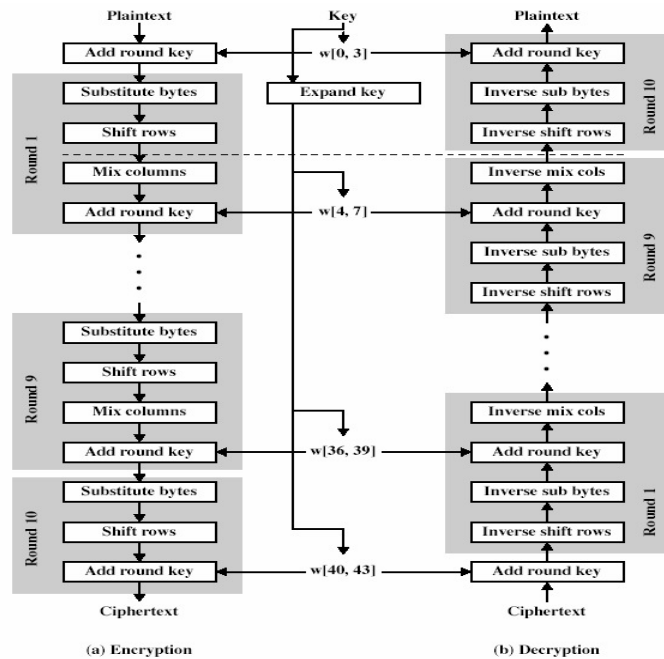 Plaintext
Key
Plaintext
Add round key
w[0, 3]
Add round key
Substitute bytes
Expand key
Inverse sub bytes
Round 10
Shift rows
Inverse shift rows
Round 1
Mix columns
Inverse mix cols
Add round key
w[4, 7]
Add round key
Round 9
Inverse sub bytes
Inverse shift rows
Substitute bytes
Shift rows
Round 9
Mix columns
Inverse mix cols
Add round key
w[36, 39]
Add round key
Substitute bytes
Inverse sub bytes
Round 10
Shift rows
Inverse shift rows
Round 1
Add round key
w[40, 43]
Add round key
Ciphertext
Ciphertext
(a) Encryption
(b) Decryption